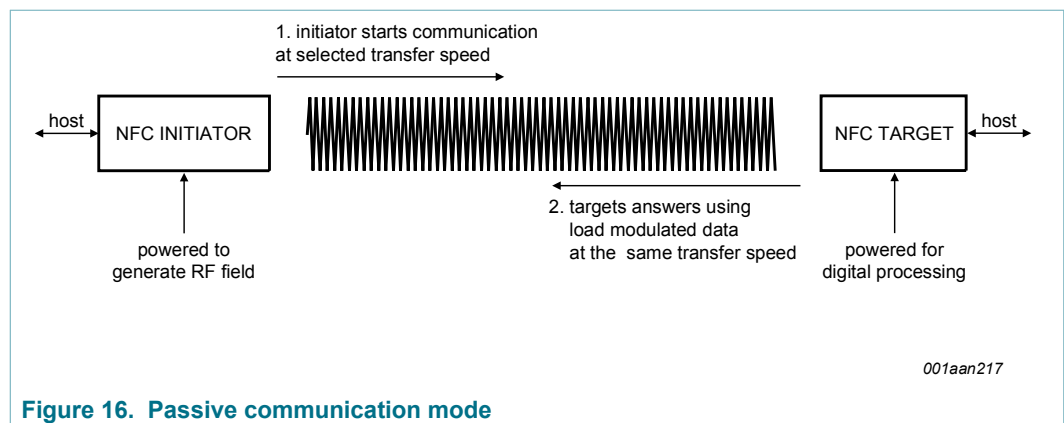 1. initiator starts communication
at selected transfer speed
host
NFC INITIATOR
NFC TARGET
host
2. targets answers using
load modulated data
at the  same transfer speed
powered to
generate RF field
powered for
digital processing
001aan217
Figure 16.  Passive communication mode